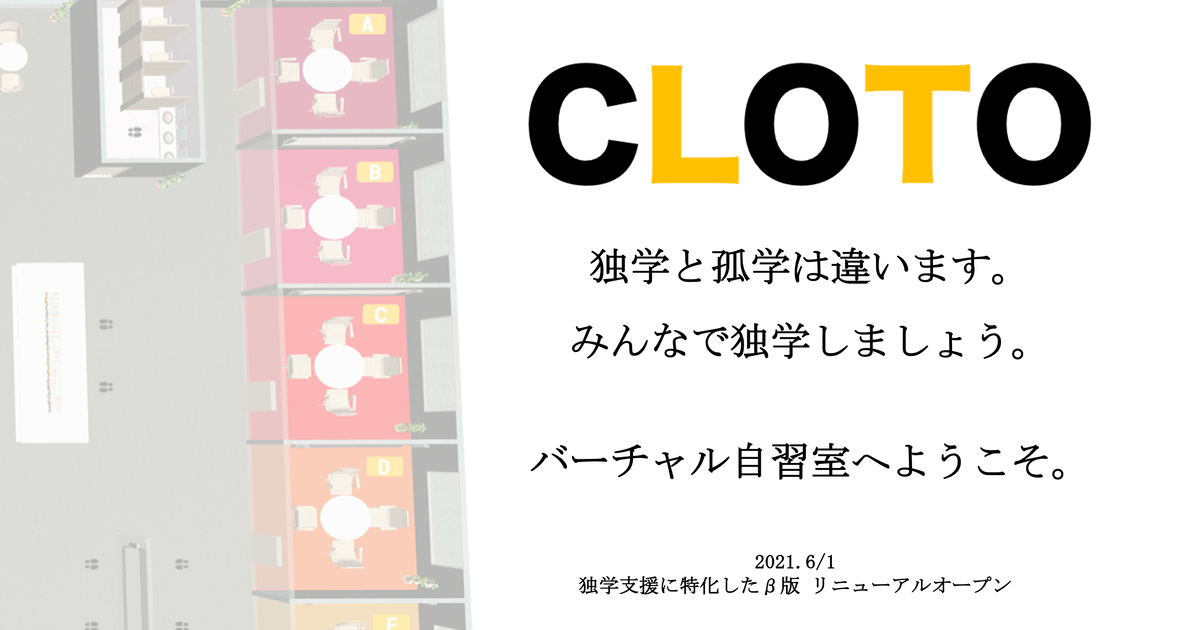 A
B
C
D
E
CLOTO
独学と孤学は違います。
みんなで独学しましょう。
バーチャル自習室へようこそ。
2021.6/1
独学支援に特化したβ版 リニューアルオープン